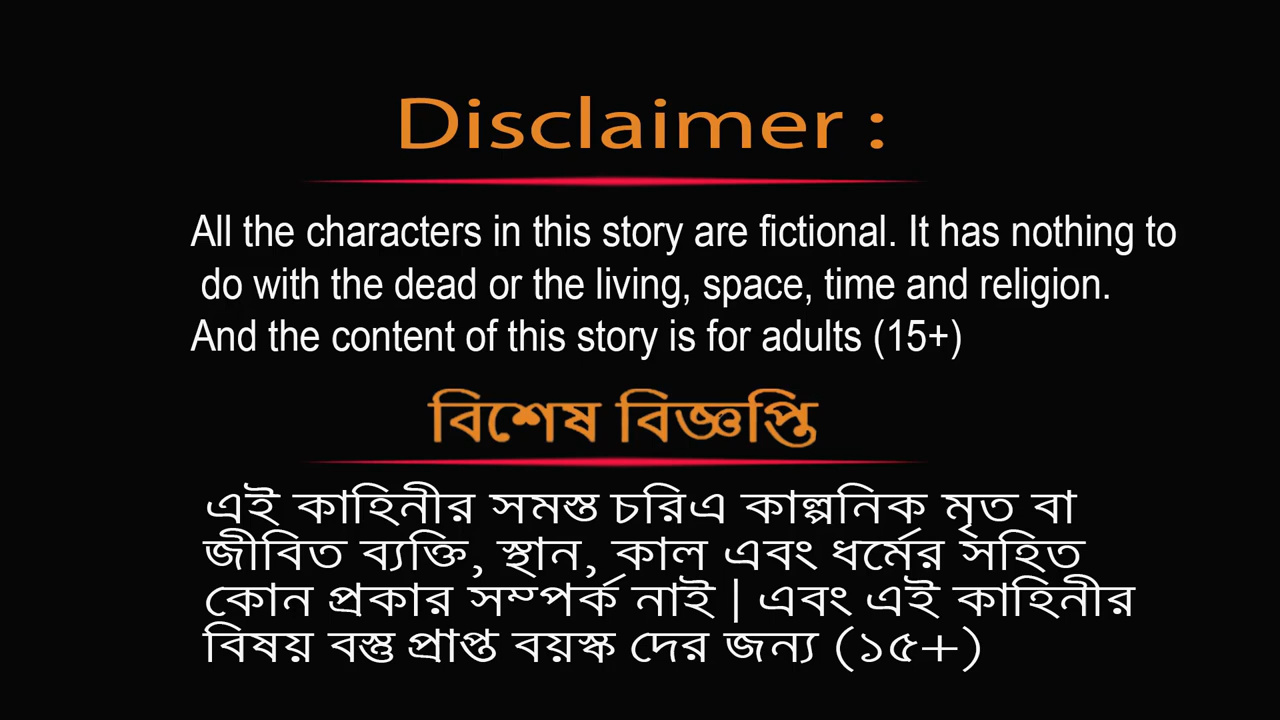 Disclaimer :
All the characters in this story are fictional. It has nothing to
do with the dead or the living, space, time and religion.
And the content of this story is for adults (15+)
বিশেষ বিজ্ঞপ্তি
এই কাহিনীর সমস্ত চরিএ কাল্পনিক মৃত বা
জীবিত ব্যক্তি, স্থান, কাল এবং ধর্মের সহিত
কোন প্রকার সম্পর্ক নাই | এবং এই কাহিনীর
বিষয় বস্তু প্রাপ্ত বয়স্ক দের জন্য (১৫+)